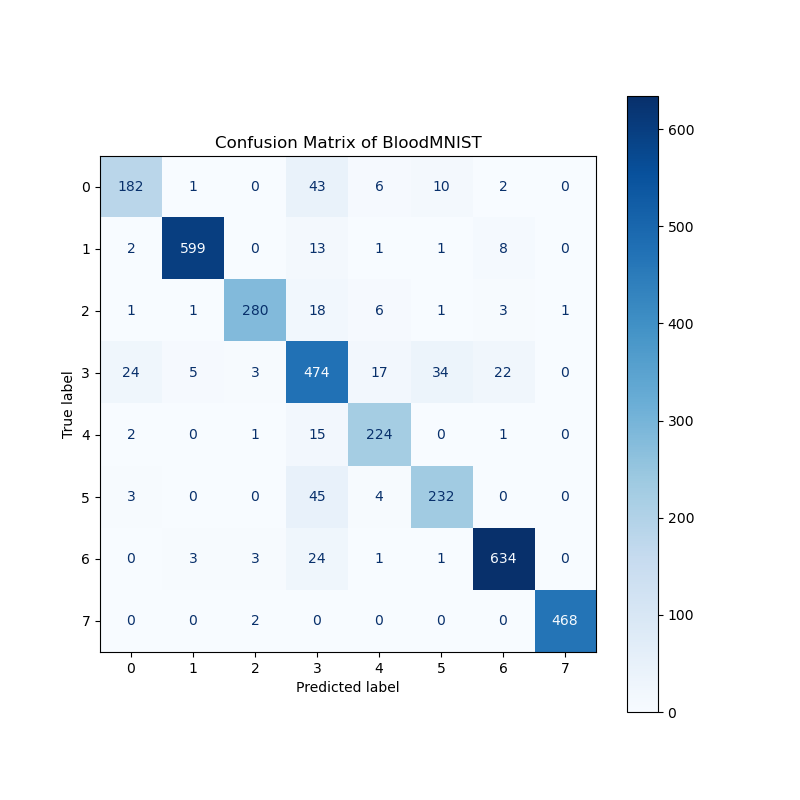 Confusion Matrix of BloodMNIST
0 182 1 0 43 6 10 2 0
1 2 599 0 13 1 1 8 0
2 1 1 280 18 6 1 3 1
3 24 5 3 474 17 34 22 0
4 2 0 1 15 224 0 1 0
5 3 0 0 45 4 232 0 0
6 0 3 3 24 1 1 634 0
7 0 0 2 0 0 0 0 468
0 1 2 3 4 5 6 7
True label
Predicted label
600
500
400
300
200
100
0